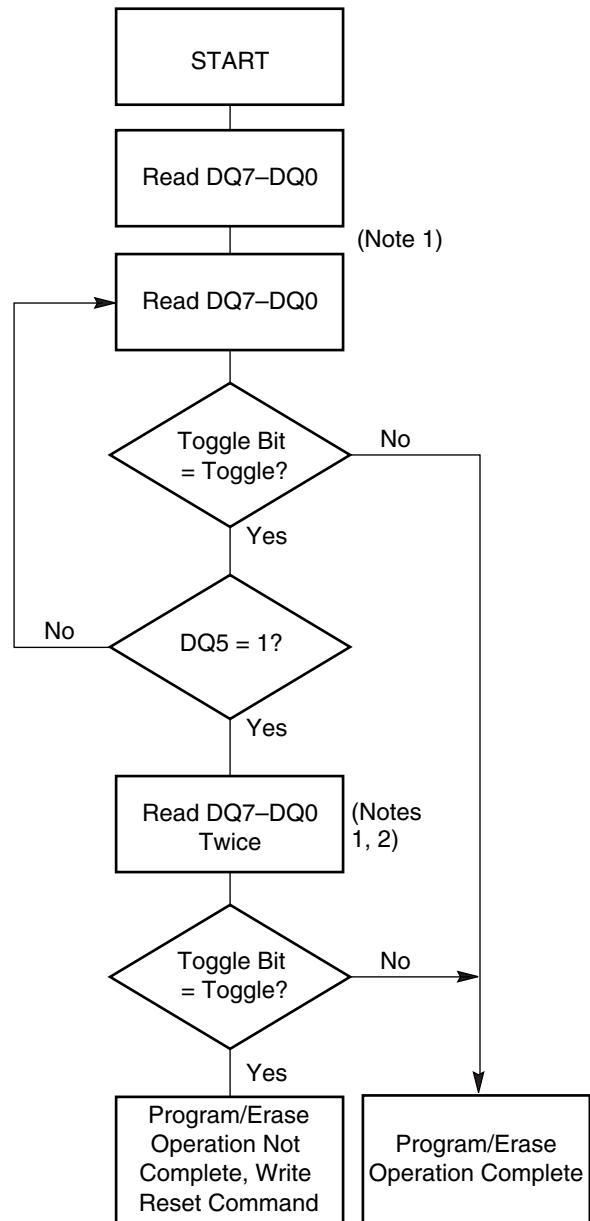 START
Read DQ7–DQ0
(Note 1)
Read DQ7–DQ0
Toggle Bit
= Toggle?
No
Yes
No
DQ5 = 1?
Yes
Read DQ7–DQ0
Twice
(Notes
1, 2)
Toggle Bit
= Toggle?
No
Yes
Program/Erase
Operation Not
Complete, Write
Reset Command
Program/Erase
Operation Complete